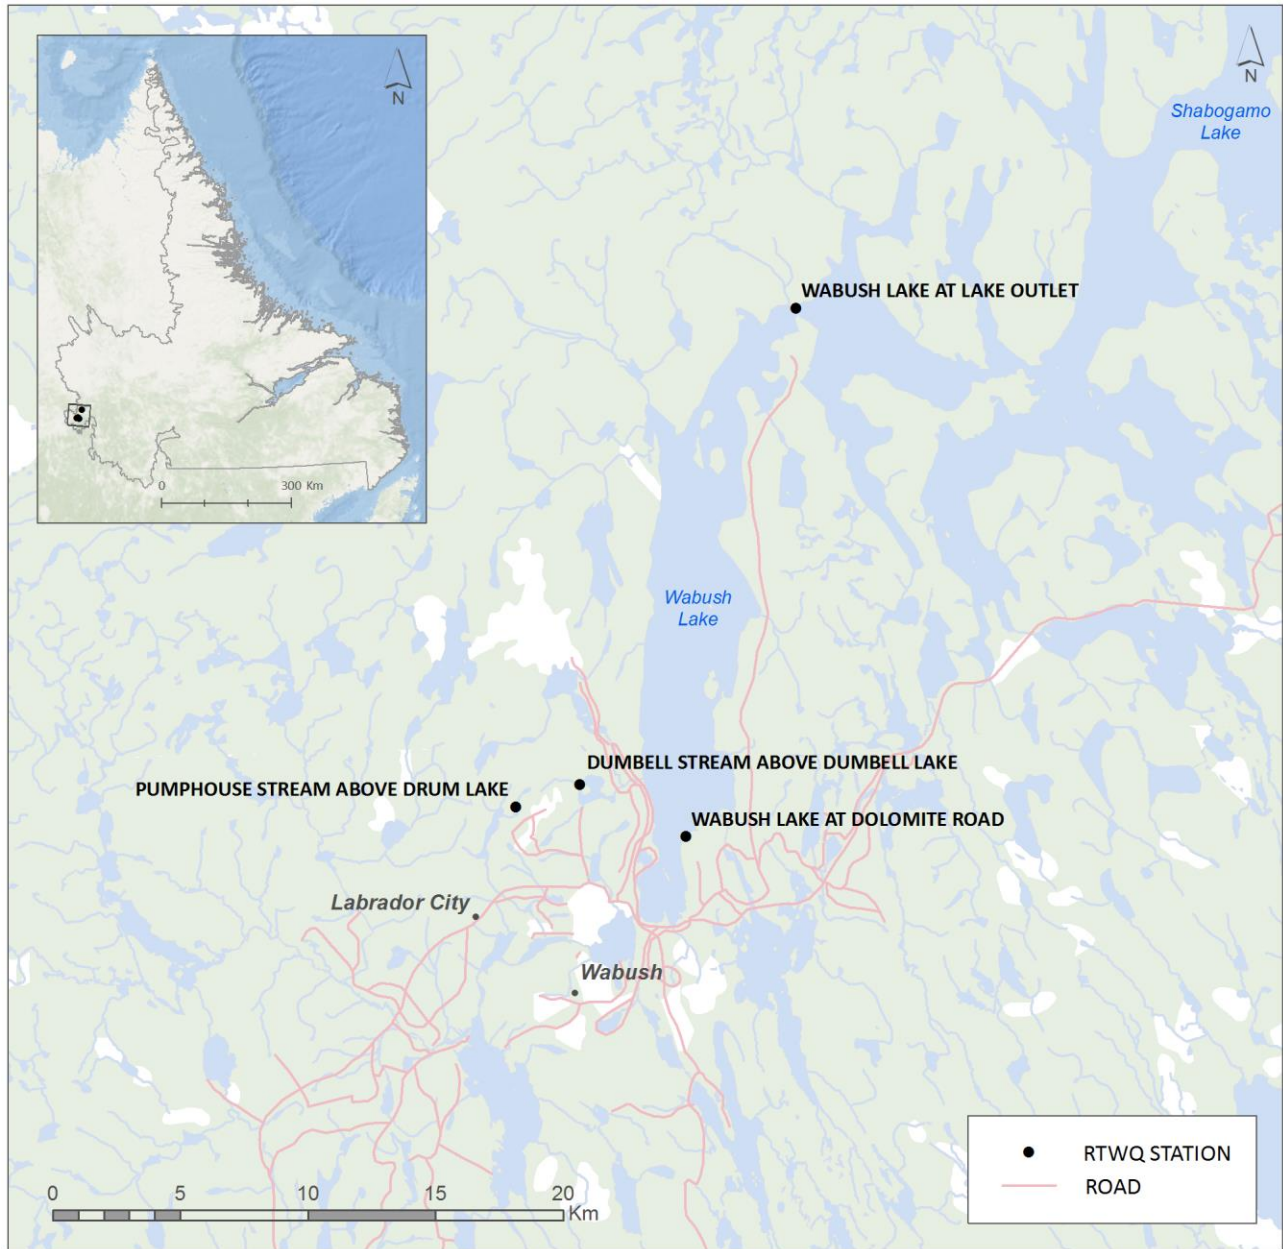 N
N
Shabogamo
Lake
WABUSH LAKE AT LAKE OUTLET
0 300 Km
Wabush
Lake
DUMBELL STREAM ABOVE DUMBELL LAKE
PUMPHOUSE STREAM ABOVE DRUM LAKE
WABUSH LAKE AT DOLOMITE ROAD
Labrador City
Wabush
RTWQ STATION
ROAD
0 5 10 15 20
Km